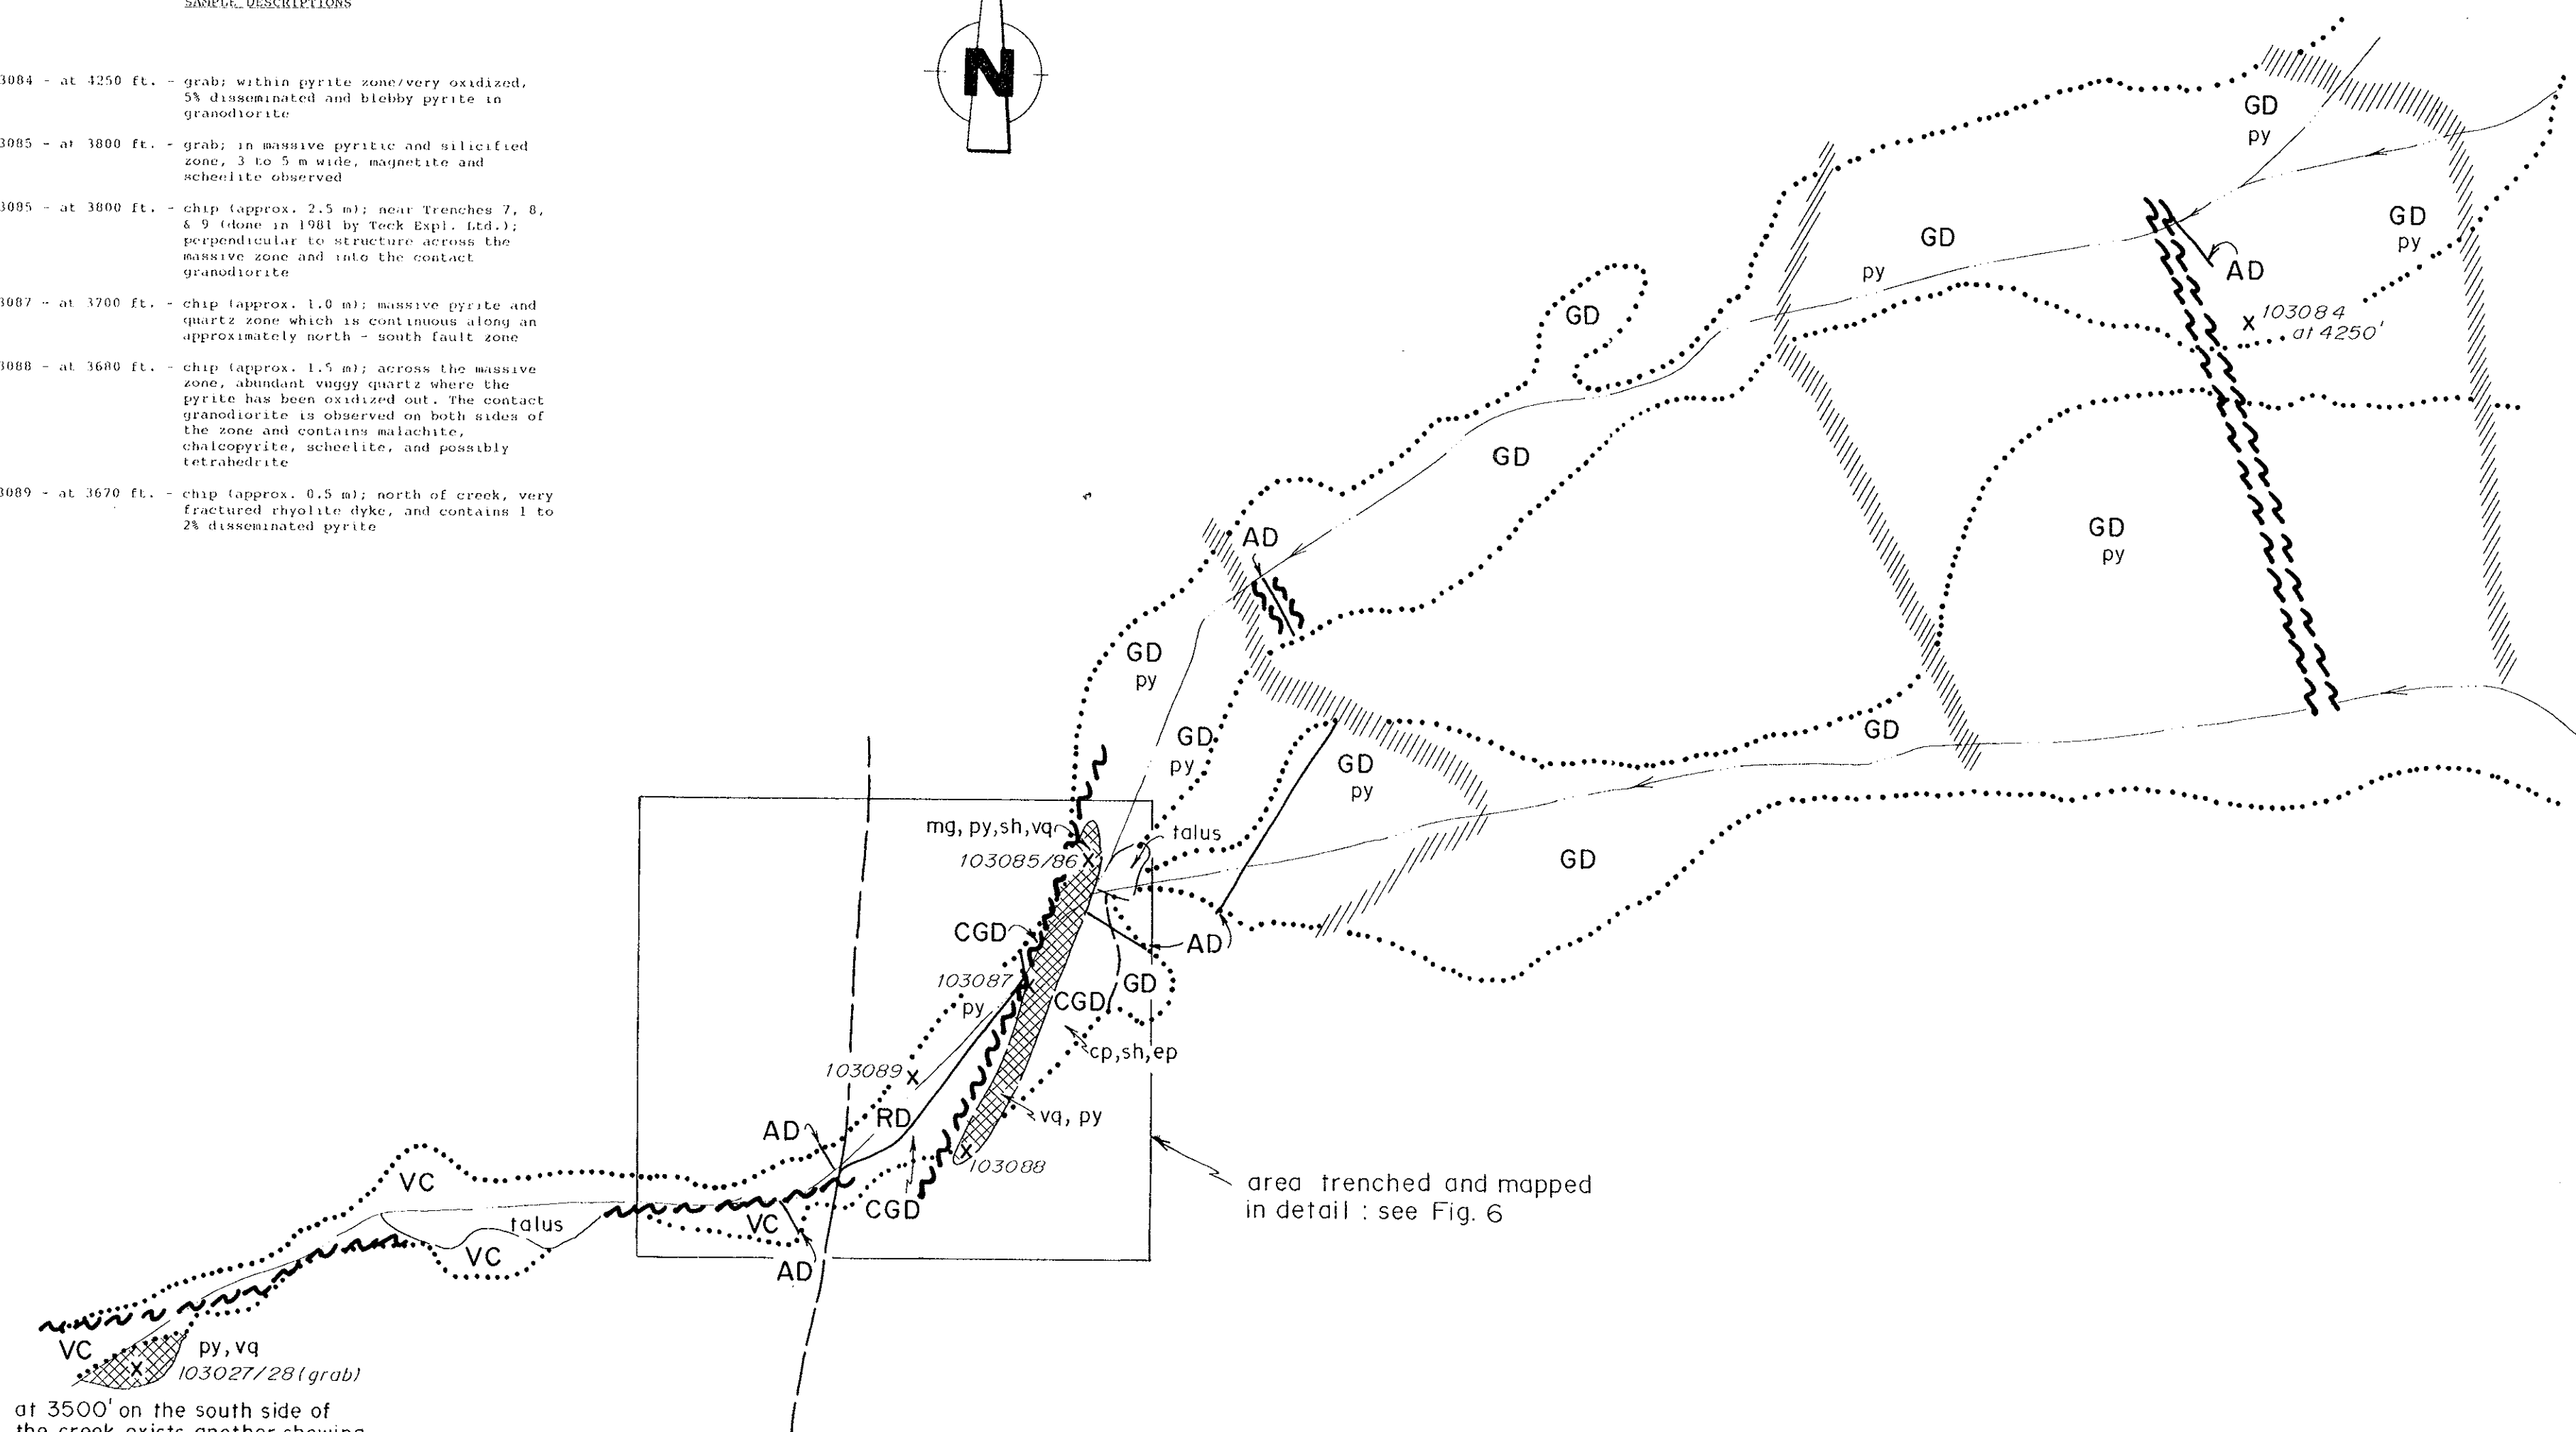 SAMPLE DESCRIPTIONS
3084 - at 4250 ft. - grab; within pyrite zone/very oxidized,
5% disseminated and blebby pyrite in
granodiorite
3085 - at 3800 ft. - grab; in massive pyritic and silicified
zone, 3 to 5 m wide, magnetite and
scheelite observed
3085 - at 3800 ft. - chip (approx. 2.5 m); near Trenches 7, 8,
& 9 (done in 1981 by Teck Expl. Ltd.);
perpendicular to structure across the
massive zone and into the contact
granodiorite
3087 - at 3700 ft. - chip (approx. 1.0 m); massive pyrite and
quartz zone which is continuous along an
approximately north - south fault zone
3088 - at 3680 ft. - chip (approx. 1.5 m); across the massive
zone, abundant vuggy quartz where the
pyrite has been oxidized out. The contact
granodiorite is observed on both sides of
the zone and contains malachite,
chalcopyrite, scheelite, and possibly
tetrahedrite
3089 - at 3670 ft. - chip (approx. 0.5 m); north of creek, very
fractured rhyolite dyke, and contains 1 to
2% disseminated pyrite
N
GD
py
GD
py
GD
py
AD
103084
at 4250'
GD
GD
GD
py
AD
GD
py
GD
py
GD
py
GD
GD
mg, py, sh, vq
talus
103085/86
CGD
AD
103087
py
GD
CGD
cp, sh, ep
103089
RD
vq, py
AD
103088
VC
CGD
talus
VC
VC
AD
area trenched and mapped
in detail : see Fig. 6
VC
py, vq
103027/28 (grab)
at 3500' on the south side of
the creek exists another showing